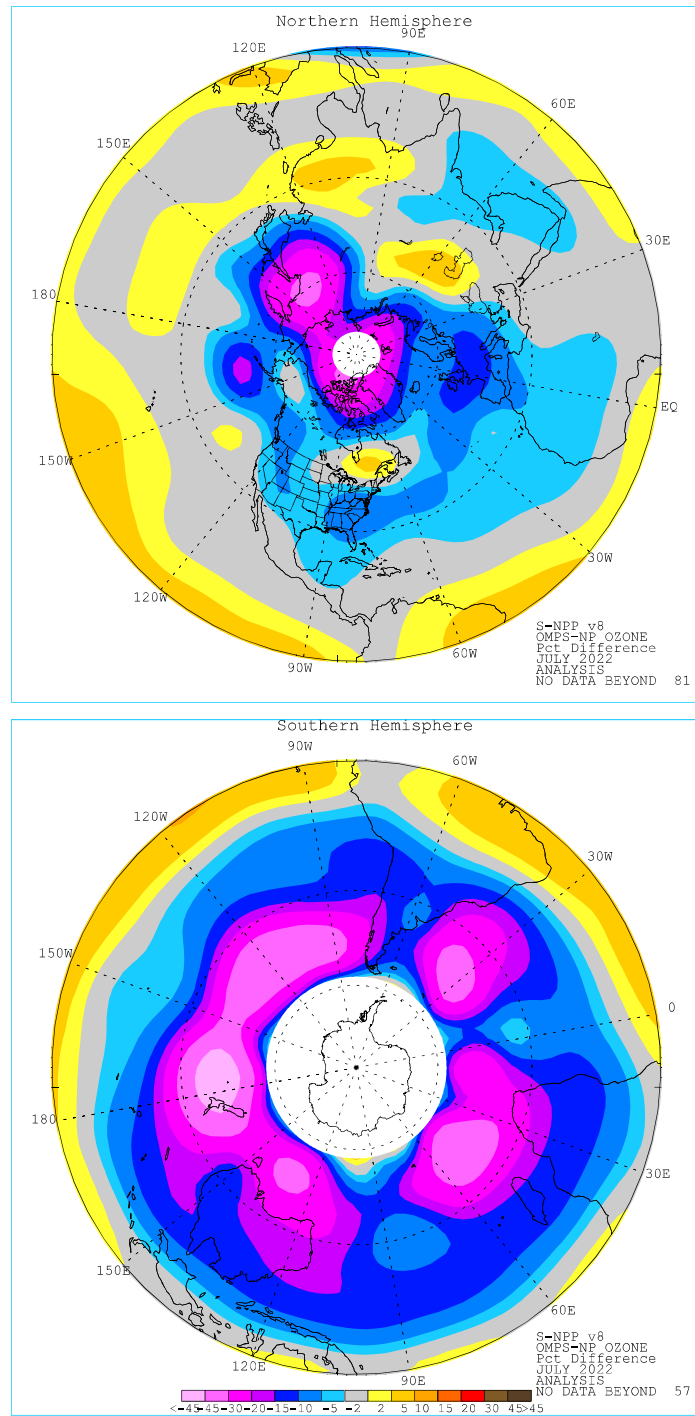 Northern Hemisphere
90E
120E
60E
150E
30E
180
EQ
150W
30W
120W
60W
90W
S-NPP v8
OMPS-NP OZONE
Pct Difference
JULY 2022
ANALYSIS
NO DATA BEYOND 81
Southern Hemisphere
90W
60W
120W
30W
150W
0
180
30E
150E
60E
120E
90E
S-NPP v8
OMPS-NP OZONE
Pct Difference
JULY 2022
ANALYSIS
NO DATA BEYOND 57
<-45-45-30-20-15-10 -5 -2 2 5 10 15 20 30 45>45